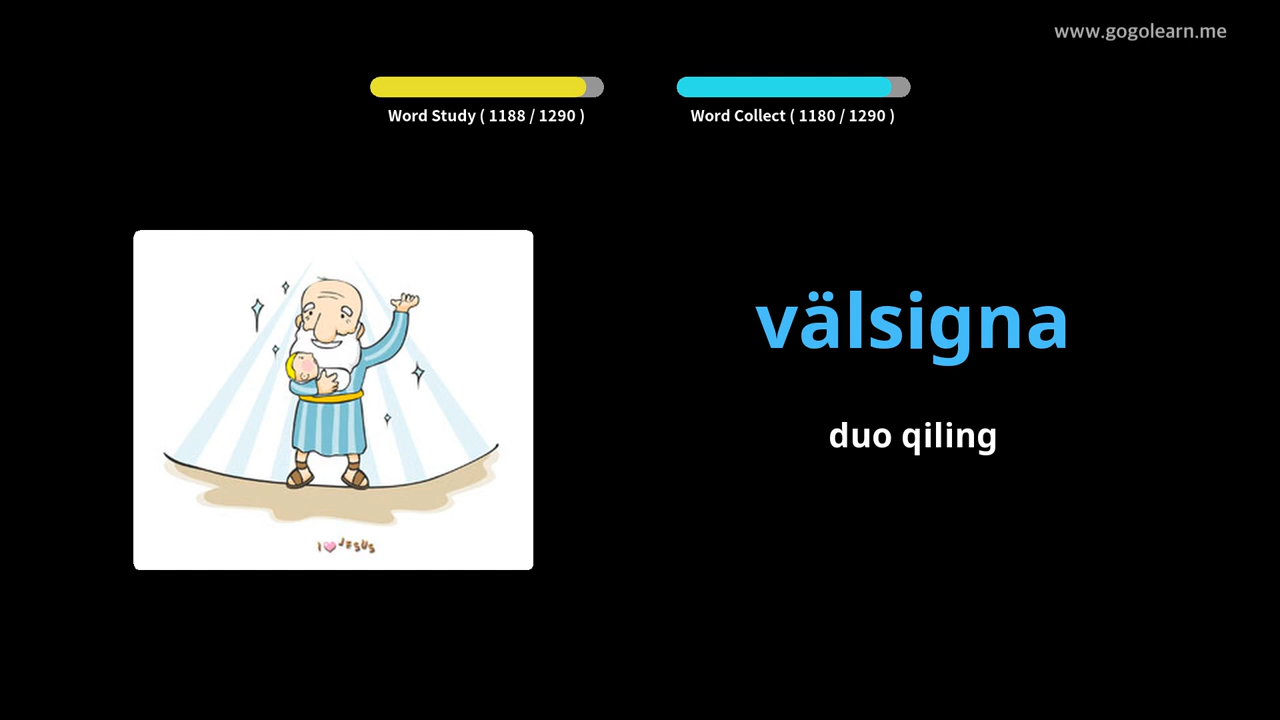 www.gogolearn.me
Word Study ( 1188 / 1290 )
Word Collect ( 1180 / 1290 )
välsigna
duo qiling
I JESUS